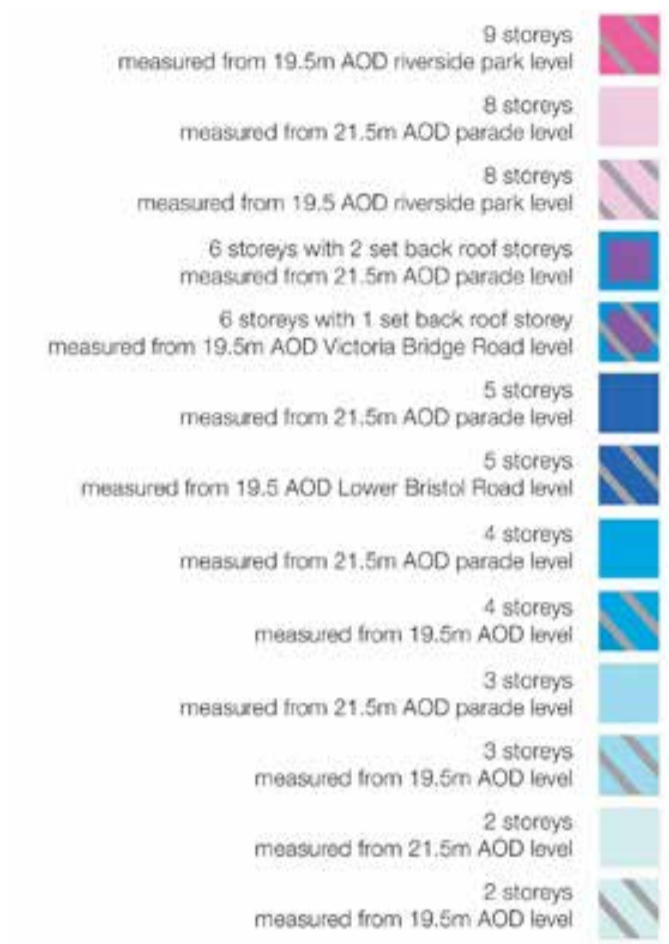 9 storeys
measured from 19.5m AOD riverside park level
8 storeys
measured from 21.5m AOD parade level
8 storeys
measured from 19.5 AOD riverside park level
6 storeys with 2 set back roof storeys
measured from 21.5m AOD parade level
6 storeys with 1 set back roof storey
measured from 19.5m AOD Victoria Bridge Road level
5 storeys
measured from 21.5m AOD parade level
5 storeys
measured from 19.5 AOD Lower Bristol Road level
4 storeys
measured from 21.5m AOD parade level
4 storeys
measured from 19.5m AOD level
3 storeys
measured from 21.5m AOD parade level
3 storeys
measured from 19.5m AOD level
2 storeys
measured from 21.5m AOD level
2 storeys
measured from 19.5m AOD level